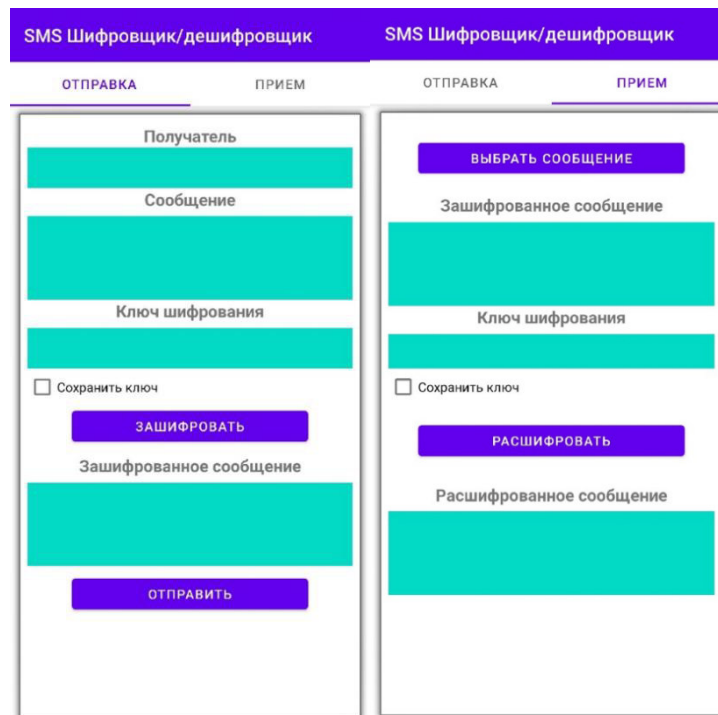 SMS Шифровщик/дешифровщик
ОТПРАВКА ПРИЕМ
Получатель
Сообщение
Ключ шифрования
Сохранить ключ
ЗАШИФРОВАТЬ
Зашифрованное сообщение
ОТПРАВИТЬ
SMS Шифровщик/дешифровщик
ОТПРАВКА ПРИЕМ
ВЫБРАТЬ СООБЩЕНИЕ
Зашифрованное сообщение
Ключ шифрования
Сохранить ключ
РАСШИФРОВАТЬ
Расшифрованное сообщение